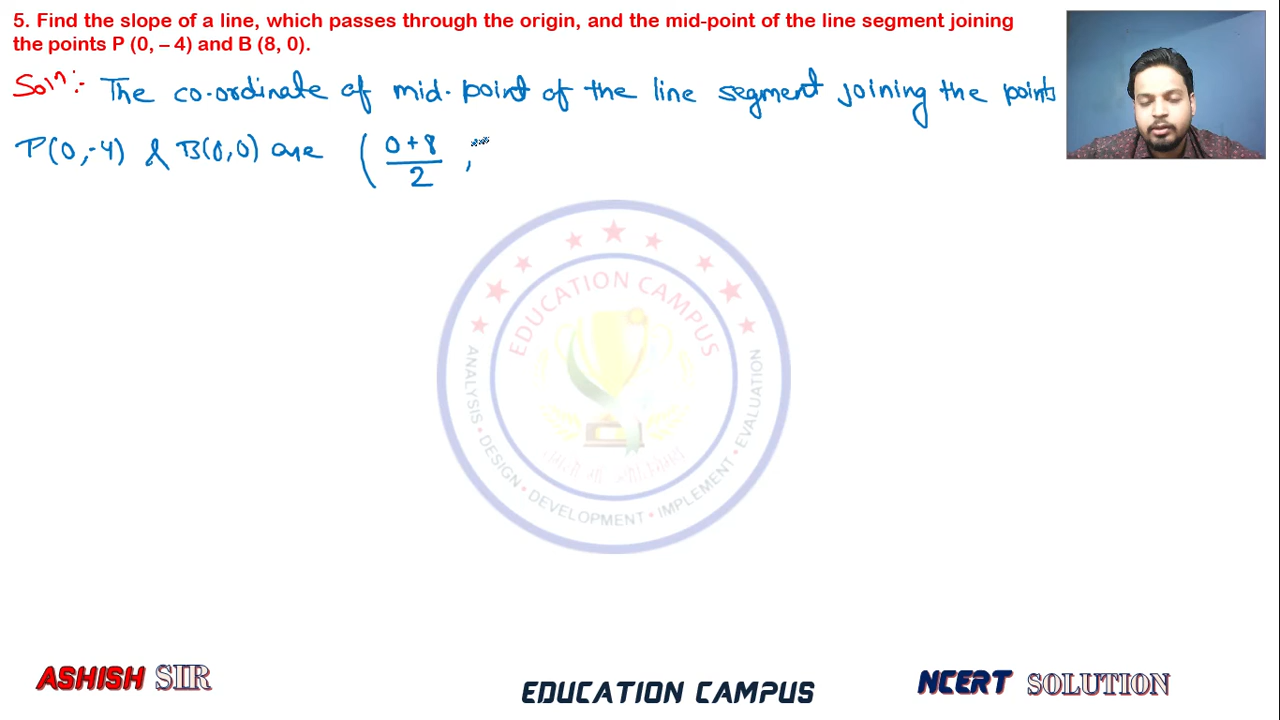 5. Find the slope of a line, which passes through the origin, and the mid-point of the line segment joining
the points P (0, – 4) and B (8, 0).
Soln:- The co-ordinate of mid-point of the line segment joining the points
P(0,-4) & B(8,0) are ( 0+8/2 ,
EDUCATION CAMPUS
ANALYSIS • DESIGN • DEVELOPMENT • IMPLEMENT • EVALUATION
ASHISH SIR
EDUCATION CAMPUS
NCERT SOLUTION